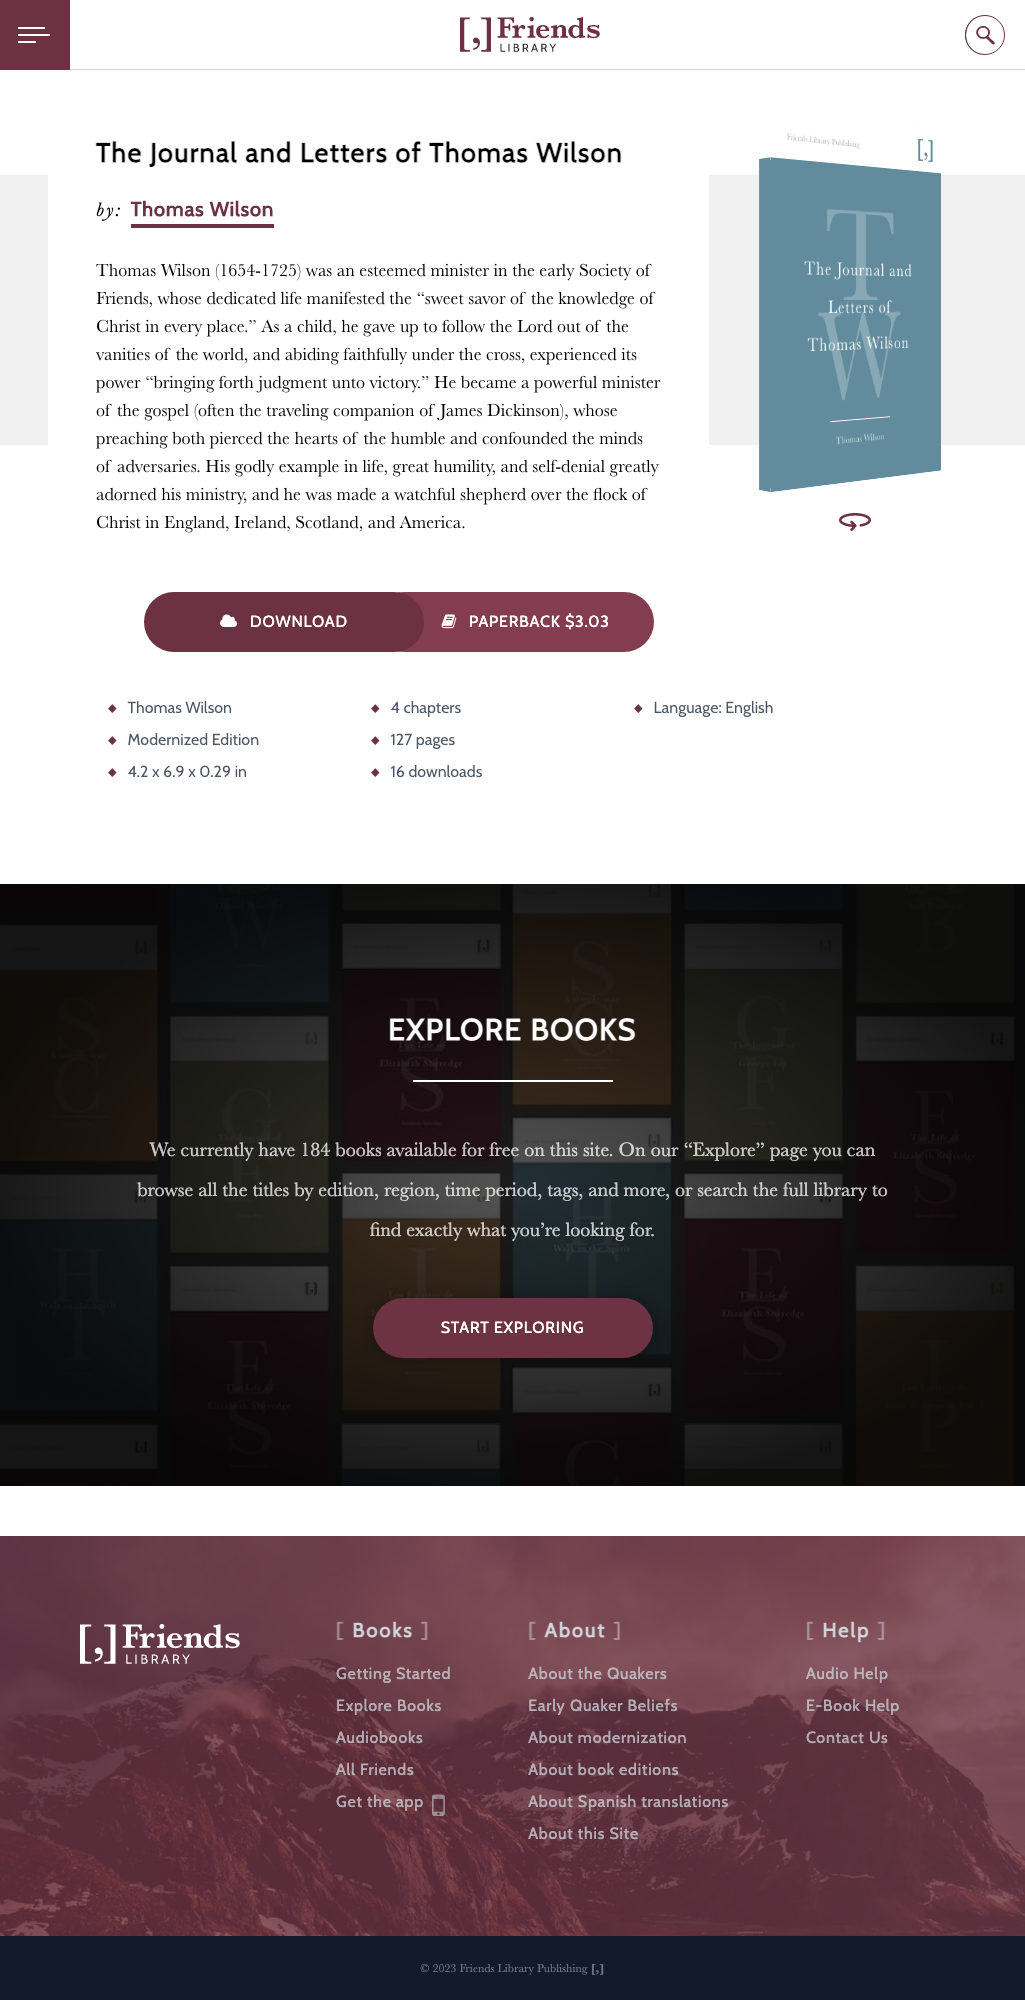 [,] Friends
LIBRARY
The Journal and Letters of Thomas Wilson
by: Thomas Wilson
Thomas Wilson (1654-1725) was an esteemed minister in the early Society of
Friends, whose dedicated life manifested the “sweet savor of the knowledge of
Christ in every place.” As a child, he gave up to follow the Lord out of the
vanities of the world, and abiding faithfully under the cross, experienced its
power “bringing forth judgment unto victory.” He became a powerful minister
of the gospel (often the traveling companion of James Dickinson), whose
preaching both pierced the hearts of the humble and confounded the minds
of adversaries. His godly example in life, great humility, and self-denial greatly
adorned his ministry, and he was made a watchful shepherd over the flock of
Christ in England, Ireland, Scotland, and America.
Friends Library Publishing
[,]
T
W
The Journal and
Letters of
Thomas Wilson
Thomas Wilson
DOWNLOAD
PAPERBACK $3.03
Thomas Wilson
Modernized Edition
4.2 x 6.9 x 0.29 in
4 chapters
127 pages
16 downloads
Language: English
EXPLORE BOOKS
We currently have 184 books available for free on this site. On our “Explore” page you can
browse all the titles by edition, region, time period, tags, and more, or search the full library to
find exactly what you’re looking for.
START EXPLORING
[,] Friends
LIBRARY
[ Books ]
Getting Started
Explore Books
Audiobooks
All Friends
Get the app
[ About ]
About the Quakers
Early Quaker Beliefs
About modernization
About book editions
About Spanish translations
About this Site
[ Help ]
Audio Help
E-Book Help
Contact Us
© 2023 Friends Library Publishing [,]